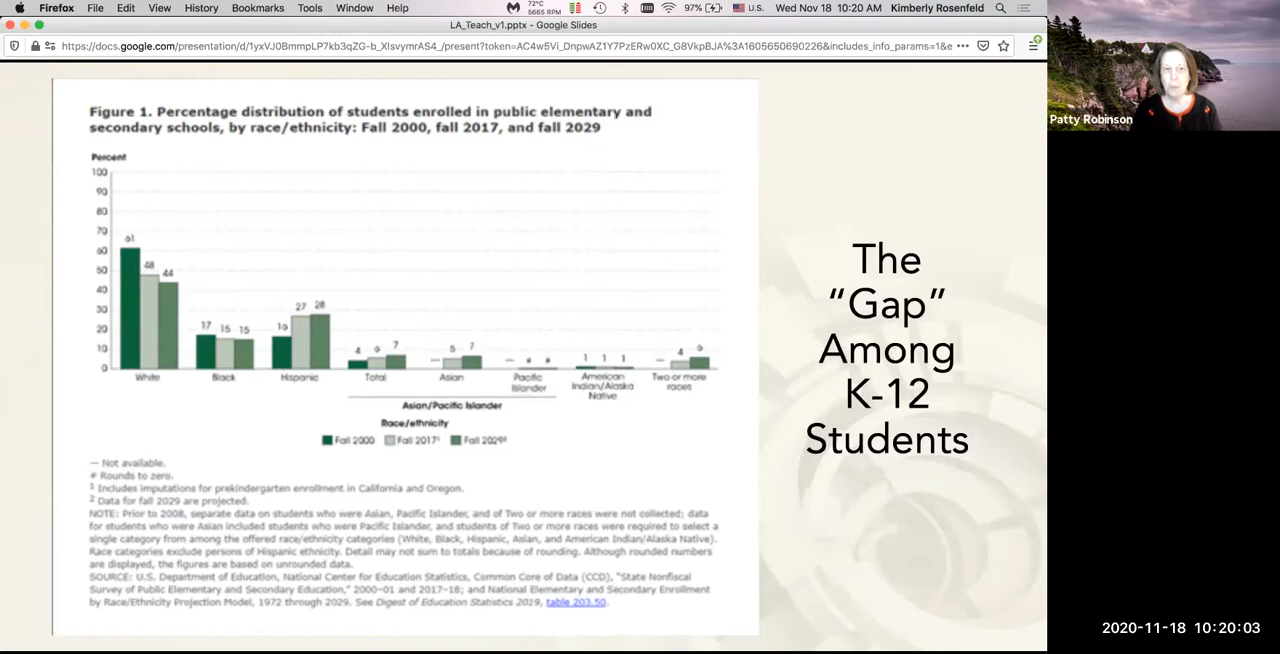 Firefox File Edit View History Bookmarks Tools Window Help 72°C 5665 RPM 97% U.S. Wed Nov 18 10:20 AM Kimberly Rosenfeld
LA_Teach_v1.pptx - Google Slides
Patty Robinson
Figure 1. Percentage distribution of students enrolled in public elementary and
secondary schools, by race/ethnicity: Fall 2000, fall 2017, and fall 2029
Percent
100
90
80
70
60
50
40
30
20
10
0
61 48 44
17 15 15
16 27 28
4 6 7
— 5 7
— # #
1 1 1
— 4 6
White Black Hispanic Total Asian Pacific Islander American Indian/Alaska Native Two or more races
Asian/Pacific Islander
Race/ethnicity
Fall 2000 Fall 2017¹ Fall 2029²
— Not available.
# Rounds to zero.
¹ Includes imputations for prekindergarten enrollment in California and Oregon.
² Data for fall 2029 are projected.
NOTE: Prior to 2008, separate data on students who were Asian, Pacific Islander, and of Two or more races were not collected; data
for students who were Asian included students who were Pacific Islander, and students of Two or more races were required to select a
single category from among the offered race/ethnicity categories (White, Black, Hispanic, Asian, and American Indian/Alaska Native).
Race categories exclude persons of Hispanic ethnicity. Detail may not sum to totals because of rounding. Although rounded numbers
are displayed, the figures are based on unrounded data.
SOURCE: U.S. Department of Education, National Center for Education Statistics, Common Core of Data (CCD), "State Nonfiscal
Survey of Public Elementary and Secondary Education," 2000–01 and 2017–18; and National Elementary and Secondary Enrollment
by Race/Ethnicity Projection Model, 1972 through 2029. See Digest of Education Statistics 2019, table 203.50.
The
“Gap”
Among
K-12
Students
2020-11-18 10:20:03